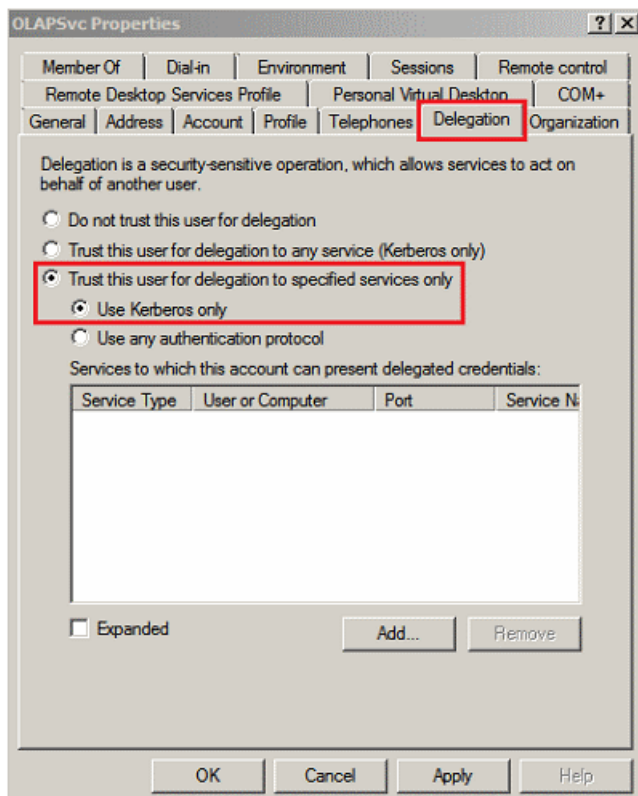 OLAPSvc Properties
Member Of Dial-in Environment Sessions Remote control
Remote Desktop Services Profile Personal Virtual Desktop COM+
General Address Account Profile Telephones Delegation Organization
Delegation is a security-sensitive operation, which allows services to act on
behalf of another user.
Do not trust this user for delegation
Trust this user for delegation to any service (Kerberos only)
Trust this user for delegation to specified services only
Use Kerberos only
Use any authentication protocol
Services to which this account can present delegated credentials:
Service Type User or Computer Port Service Na
Expanded Add... Remove
OK Cancel Apply Help